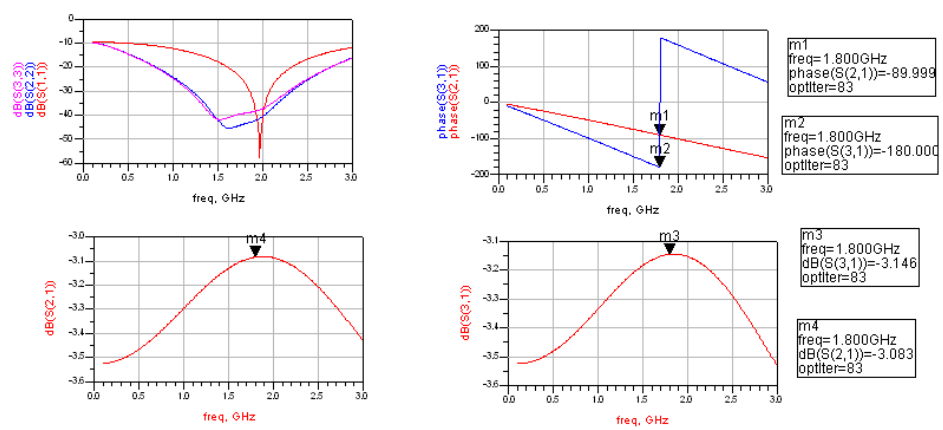 dB(S(3,3))
dB(S(2,2))
dB(S(1,1))
0
-10
-20
-30
-40
-50
-60
0.0 0.5 1.0 1.5 2.0 2.5 3.0
freq, GHz
phase(S(3,1))
phase(S(2,1))
200
100
0
-100
-200
m1
m2
0.0 0.5 1.0 1.5 2.0 2.5 3.0
freq, GHz
m1
freq=1.800GHz
phase(S(2,1))=-89.999
optIter=83
m2
freq=1.800GHz
phase(S(3,1))=-180.000
optIter=83
dB(S(2,1))
-3.0
-3.1
-3.2
-3.3
-3.4
-3.5
-3.6
m4
0.0 0.5 1.0 1.5 2.0 2.5 3.0
freq, GHz
dB(S(3,1))
-3.1
-3.2
-3.3
-3.4
-3.5
-3.6
m3
0.0 0.5 1.0 1.5 2.0 2.5 3.0
freq, GHz
m3
freq=1.800GHz
dB(S(3,1))=-3.146
optIter=83
m4
freq=1.800GHz
dB(S(2,1))=-3.083
optIter=83